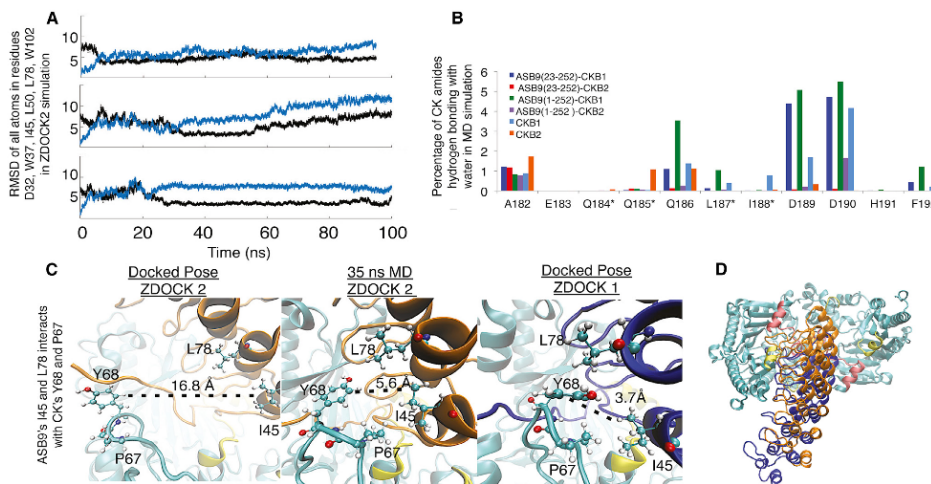 A
RMSD of all atoms in residues
D32, W37, I45, L50, L78, W102
in ZDOCK2 simulation
10
5
10
5
10
5
0 20 40 60 80 100
Time (ns)
B
Percentage of CK amides
hydrogen bonding with
water in MD simulation
6
5
4
3
2
1
0
ASB9(23-252)-CKB1
ASB9(23-252)-CKB2
ASB9(1-252)-CKB1
ASB9(1-252)-CKB2
CKB1
CKB2
A182 E183 Q184* Q185* Q186 L187* I188* D189 D190 H191 F19
C
ASB9's I45 and L78 interacts
with CK's Y68 and P67
Docked Pose
ZDOCK 2
L78
Y68
16.8 Å
I45
P67
35 ns MD
ZDOCK 2
L78
Y68
5.6 Å
I45
P67
Docked Pose
ZDOCK 1
L78
Y68
3.7Å
P67
I45
D